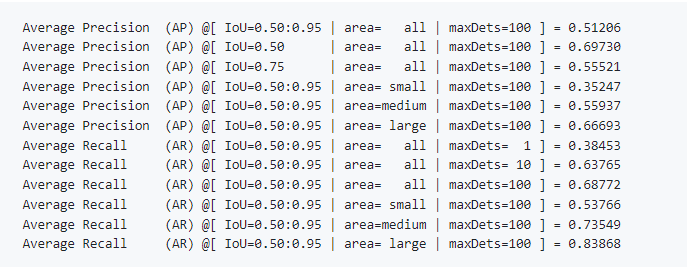 Average Precision  (AP) @[ IoU=0.50:0.95 | area=   all | maxDets=100 ] = 0.51206
Average Precision  (AP) @[ IoU=0.50      | area=   all | maxDets=100 ] = 0.69730
Average Precision  (AP) @[ IoU=0.75      | area=   all | maxDets=100 ] = 0.55521
Average Precision  (AP) @[ IoU=0.50:0.95 | area= small | maxDets=100 ] = 0.35247
Average Precision  (AP) @[ IoU=0.50:0.95 | area=medium | maxDets=100 ] = 0.55937
Average Precision  (AP) @[ IoU=0.50:0.95 | area= large | maxDets=100 ] = 0.66693
Average Recall     (AR) @[ IoU=0.50:0.95 | area=   all | maxDets=  1 ] = 0.38453
Average Recall     (AR) @[ IoU=0.50:0.95 | area=   all | maxDets= 10 ] = 0.63765
Average Recall     (AR) @[ IoU=0.50:0.95 | area=   all | maxDets=100 ] = 0.68772
Average Recall     (AR) @[ IoU=0.50:0.95 | area= small | maxDets=100 ] = 0.53766
Average Recall     (AR) @[ IoU=0.50:0.95 | area=medium | maxDets=100 ] = 0.73549
Average Recall     (AR) @[ IoU=0.50:0.95 | area= large | maxDets=100 ] = 0.83868